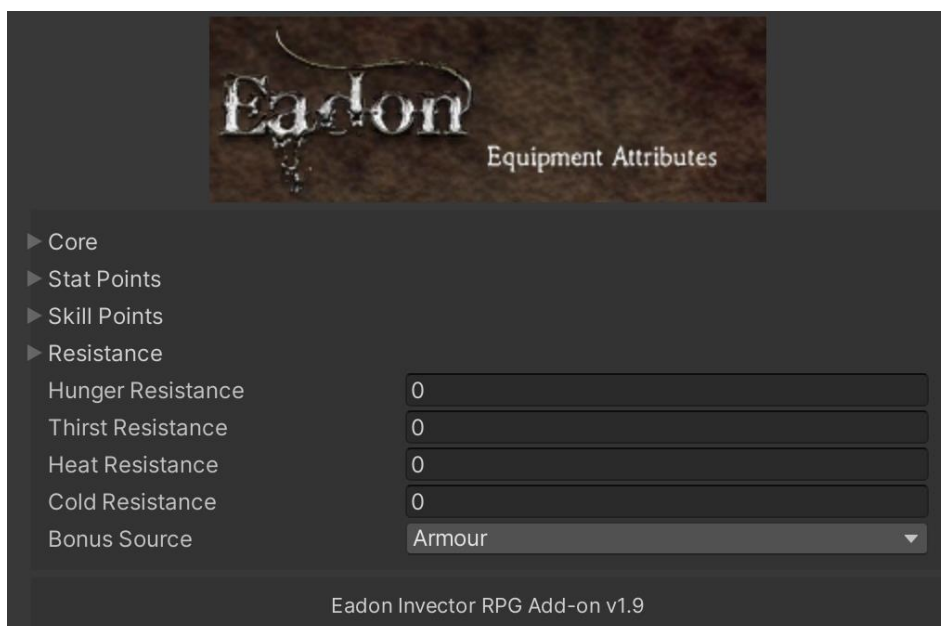 Eadon
Equipment Attributes
Core
Stat Points
Skill Points
Resistance
Hunger Resistance 0
Thirst Resistance 0
Heat Resistance 0
Cold Resistance 0
Bonus Source Armour
Eadon Invector RPG Add-on v1.9